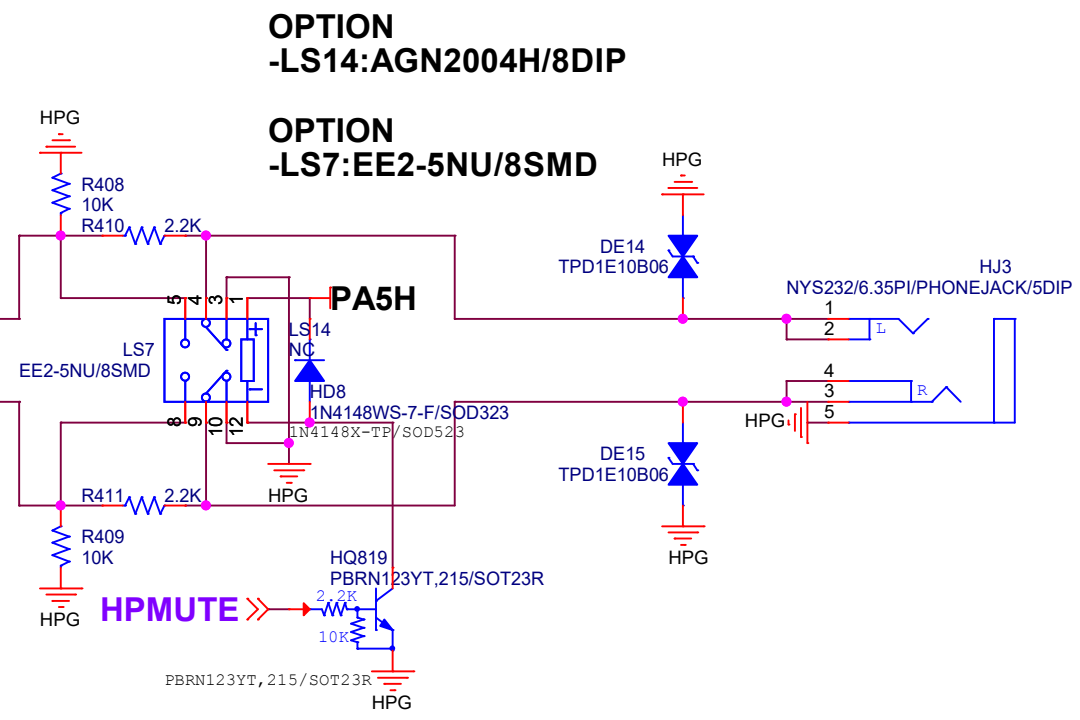 OPTION
-LS14:AGN2004H/8DIP
OPTION
-LS7:EE2-5NU/8SMD
HPG
R408
10K
R410 2.2K
HPG
DE14
TPD1E10B06
HJ3
NYS232/6.35PI/PHONEJACK/5DIP
5 4 3 1
PA5H
1
2
L
LS7
EE2-5NU/8SMD
+
-
LS14
NC
HD8
1N4148WS-7-F/SOD323
1N4148X-TP/SOD523
8 9 10 12
4
3
5
R
HPG
HPG
DE15
TPD1E10B06
HPG
R411 2.2K
R409
10K
HPG
HQ819
PBRN123YT,215/SOT23R
HPMUTE
2.2K
10K
PBRN123YT,215/SOT23R
HPG